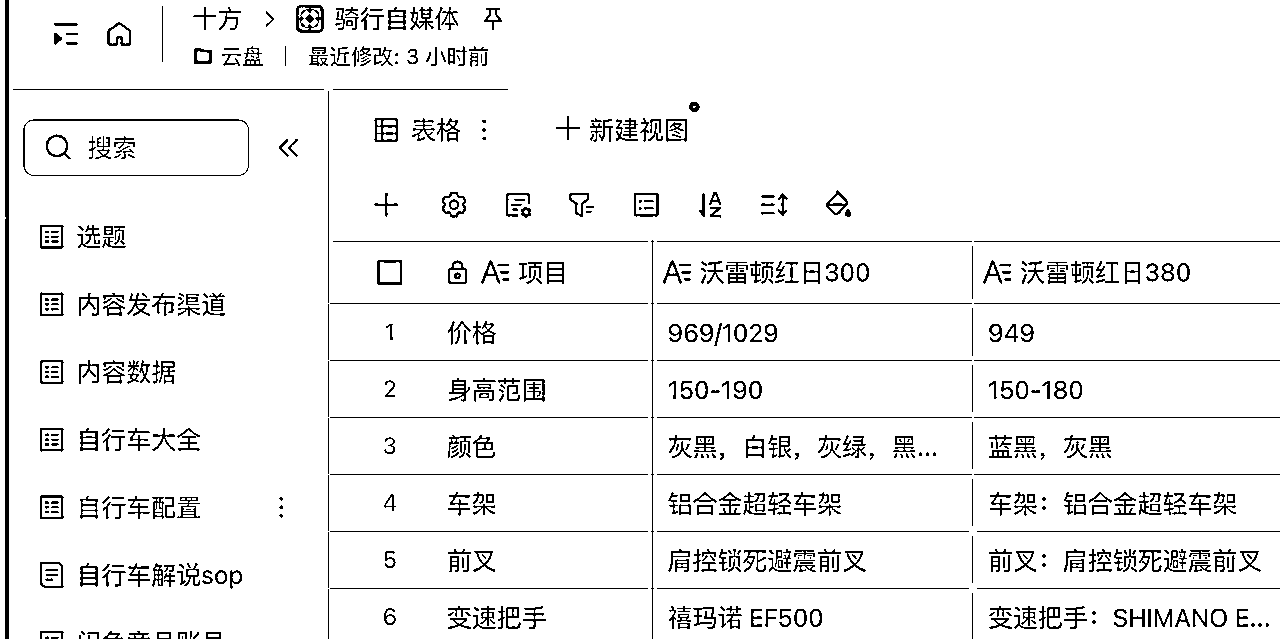 十方 > 骑行自媒体
云盘 | 最近修改: 3 小时前
搜索
选题
内容发布渠道
内容数据
自行车大全
自行车配置
自行车解说sop
表格
新建视图
项目 沃雷顿红日300 沃雷顿红日380
1 价格 969/1029 949
2 身高范围 150-190 150-180
3 颜色 灰黑，白银，灰绿，黑... 蓝黑，灰黑
4 车架 铝合金超轻车架 车架：铝合金超轻车架
5 前叉 肩控锁死避震前叉 前叉：肩控锁死避震前叉
6 变速把手 禧玛诺 EF500 变速把手：SHIMANO E...